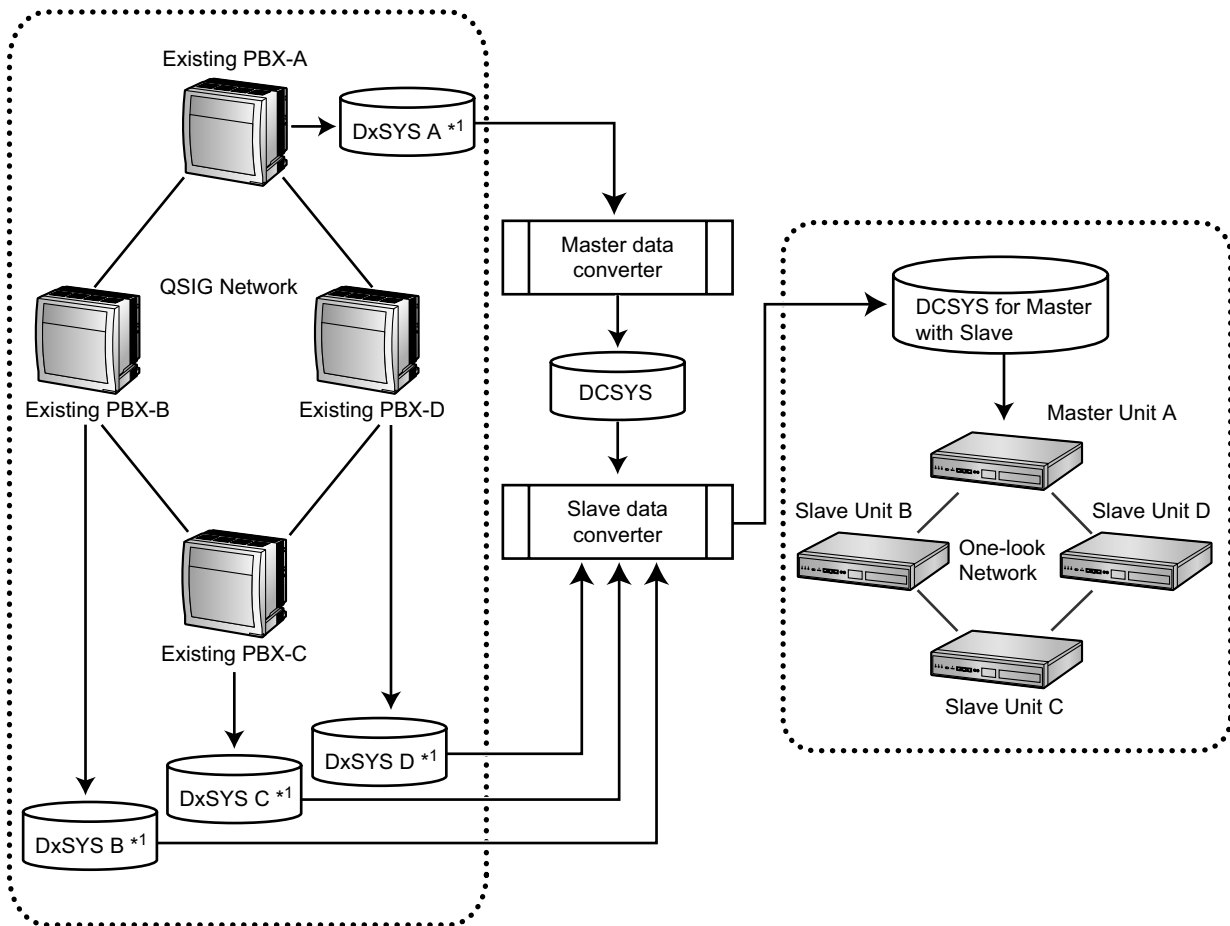 Existing PBX-A
DxSYS A *1
QSIG Network
Existing PBX-B
Existing PBX-D
Existing PBX-C
DxSYS D *1
DxSYS C *1
DxSYS B *1
Master data
converter
DCSYS
Slave data
converter
DCSYS for Master
with Slave
Master Unit A
Slave Unit B
Slave Unit D
One-look
Network
Slave Unit C